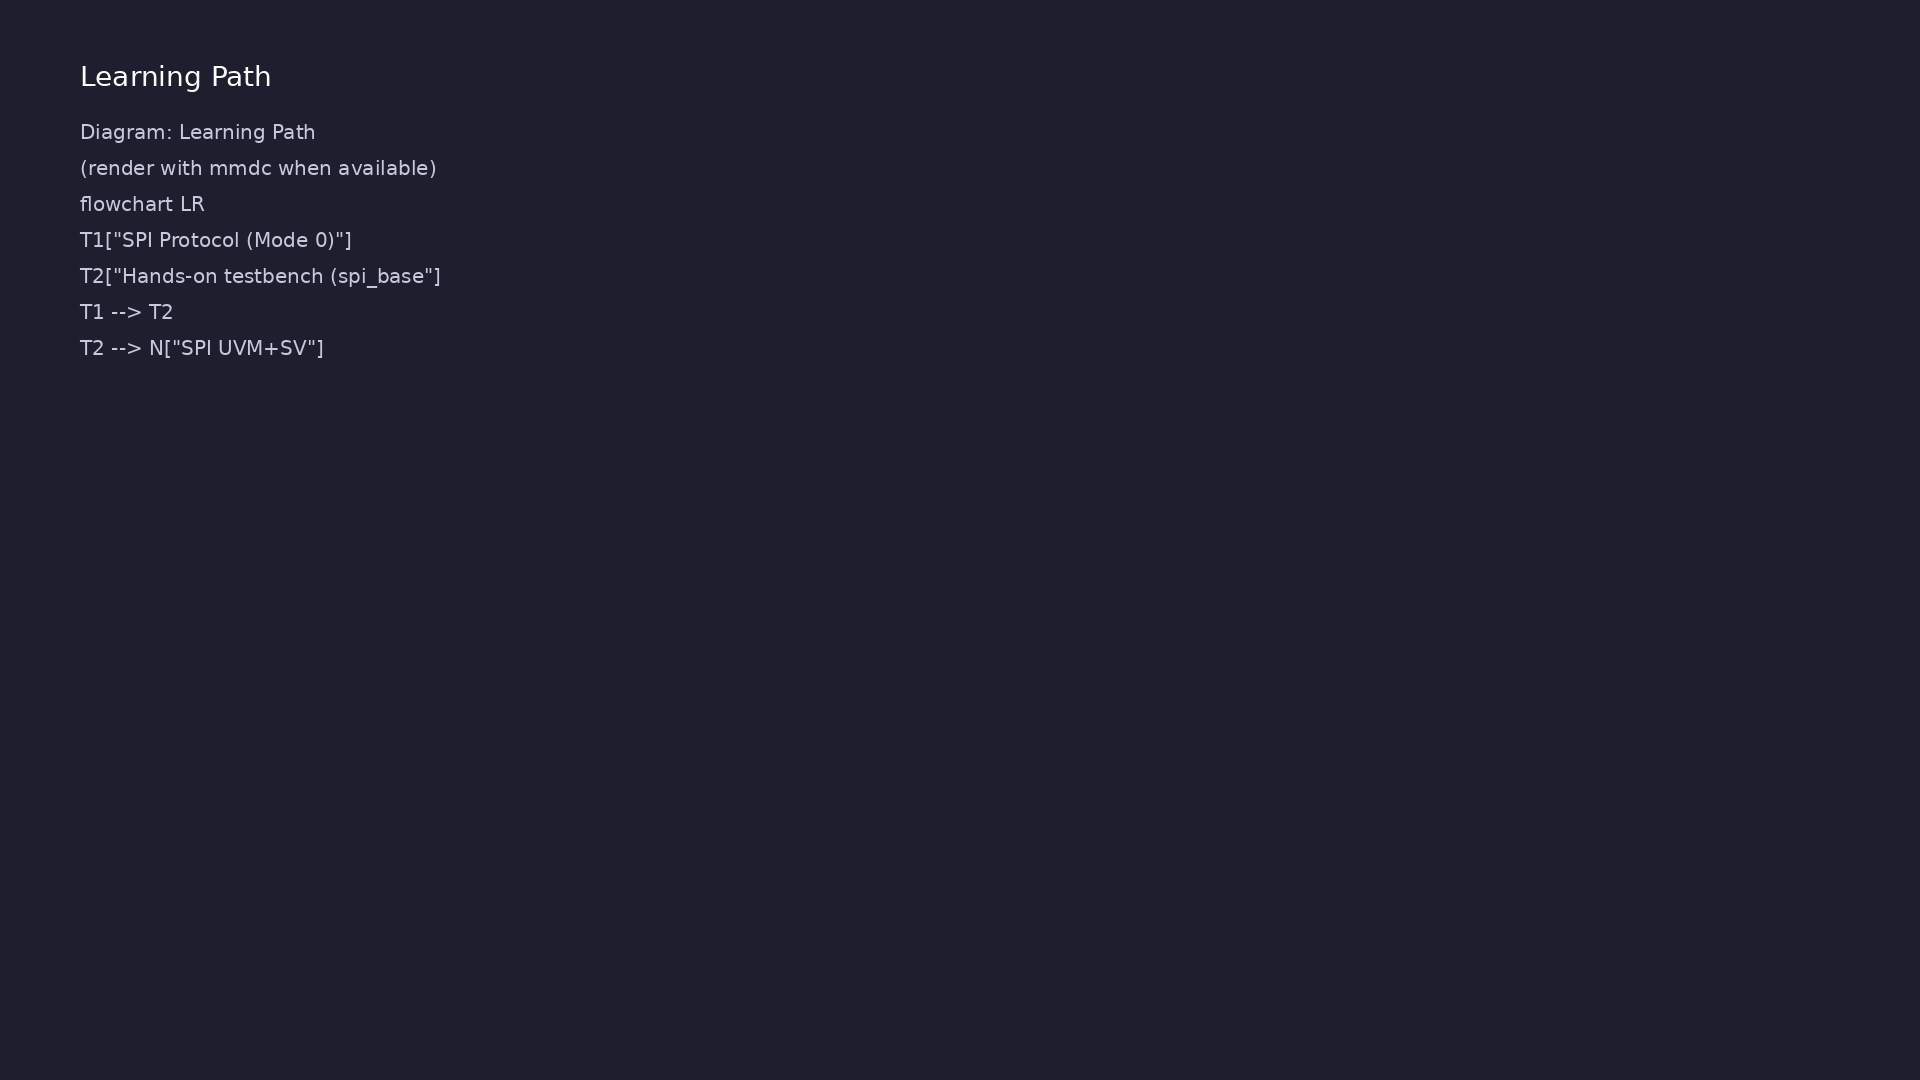 Learning Path
Diagram: Learning Path
(render with mmdc when available)
flowchart LR
T1["SPI Protocol (Mode 0)"]
T2["Hands-on testbench (spi_base"]
T1 --> T2
T2 --> N["SPI UVM+SV"]